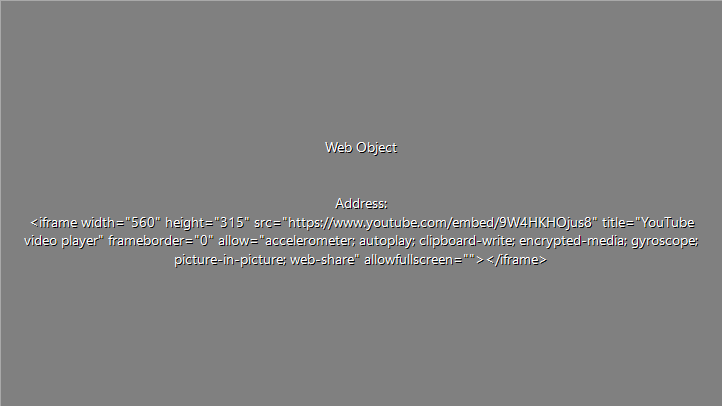 Web Object
Address:
<iframe width="560" height="315" src="https://www.youtube.com/embed/9W4HKHOjus8" title="YouTube
video player" frameborder="0" allow="accelerometer; autoplay; clipboard-write; encrypted-media; gyroscope;
picture-in-picture; web-share" allowfullscreen=""></iframe>